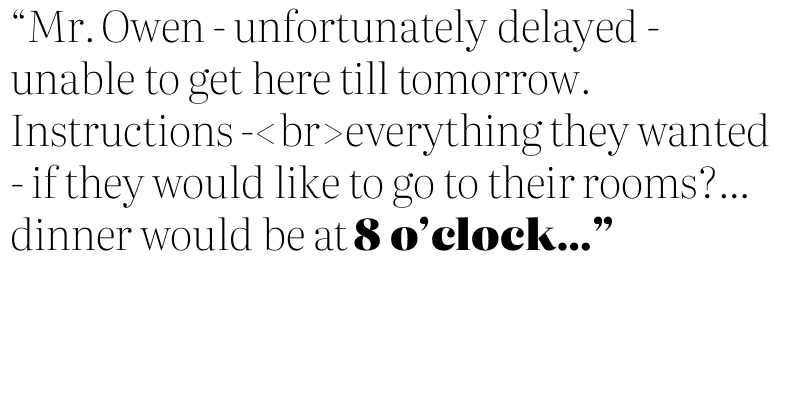 “Mr. Owen - unfortunately delayed -
unable to get here till tomorrow.
Instructions -<br>everything they wanted
- if they would like to go to their rooms?...
dinner would be at 8 o’clock...”